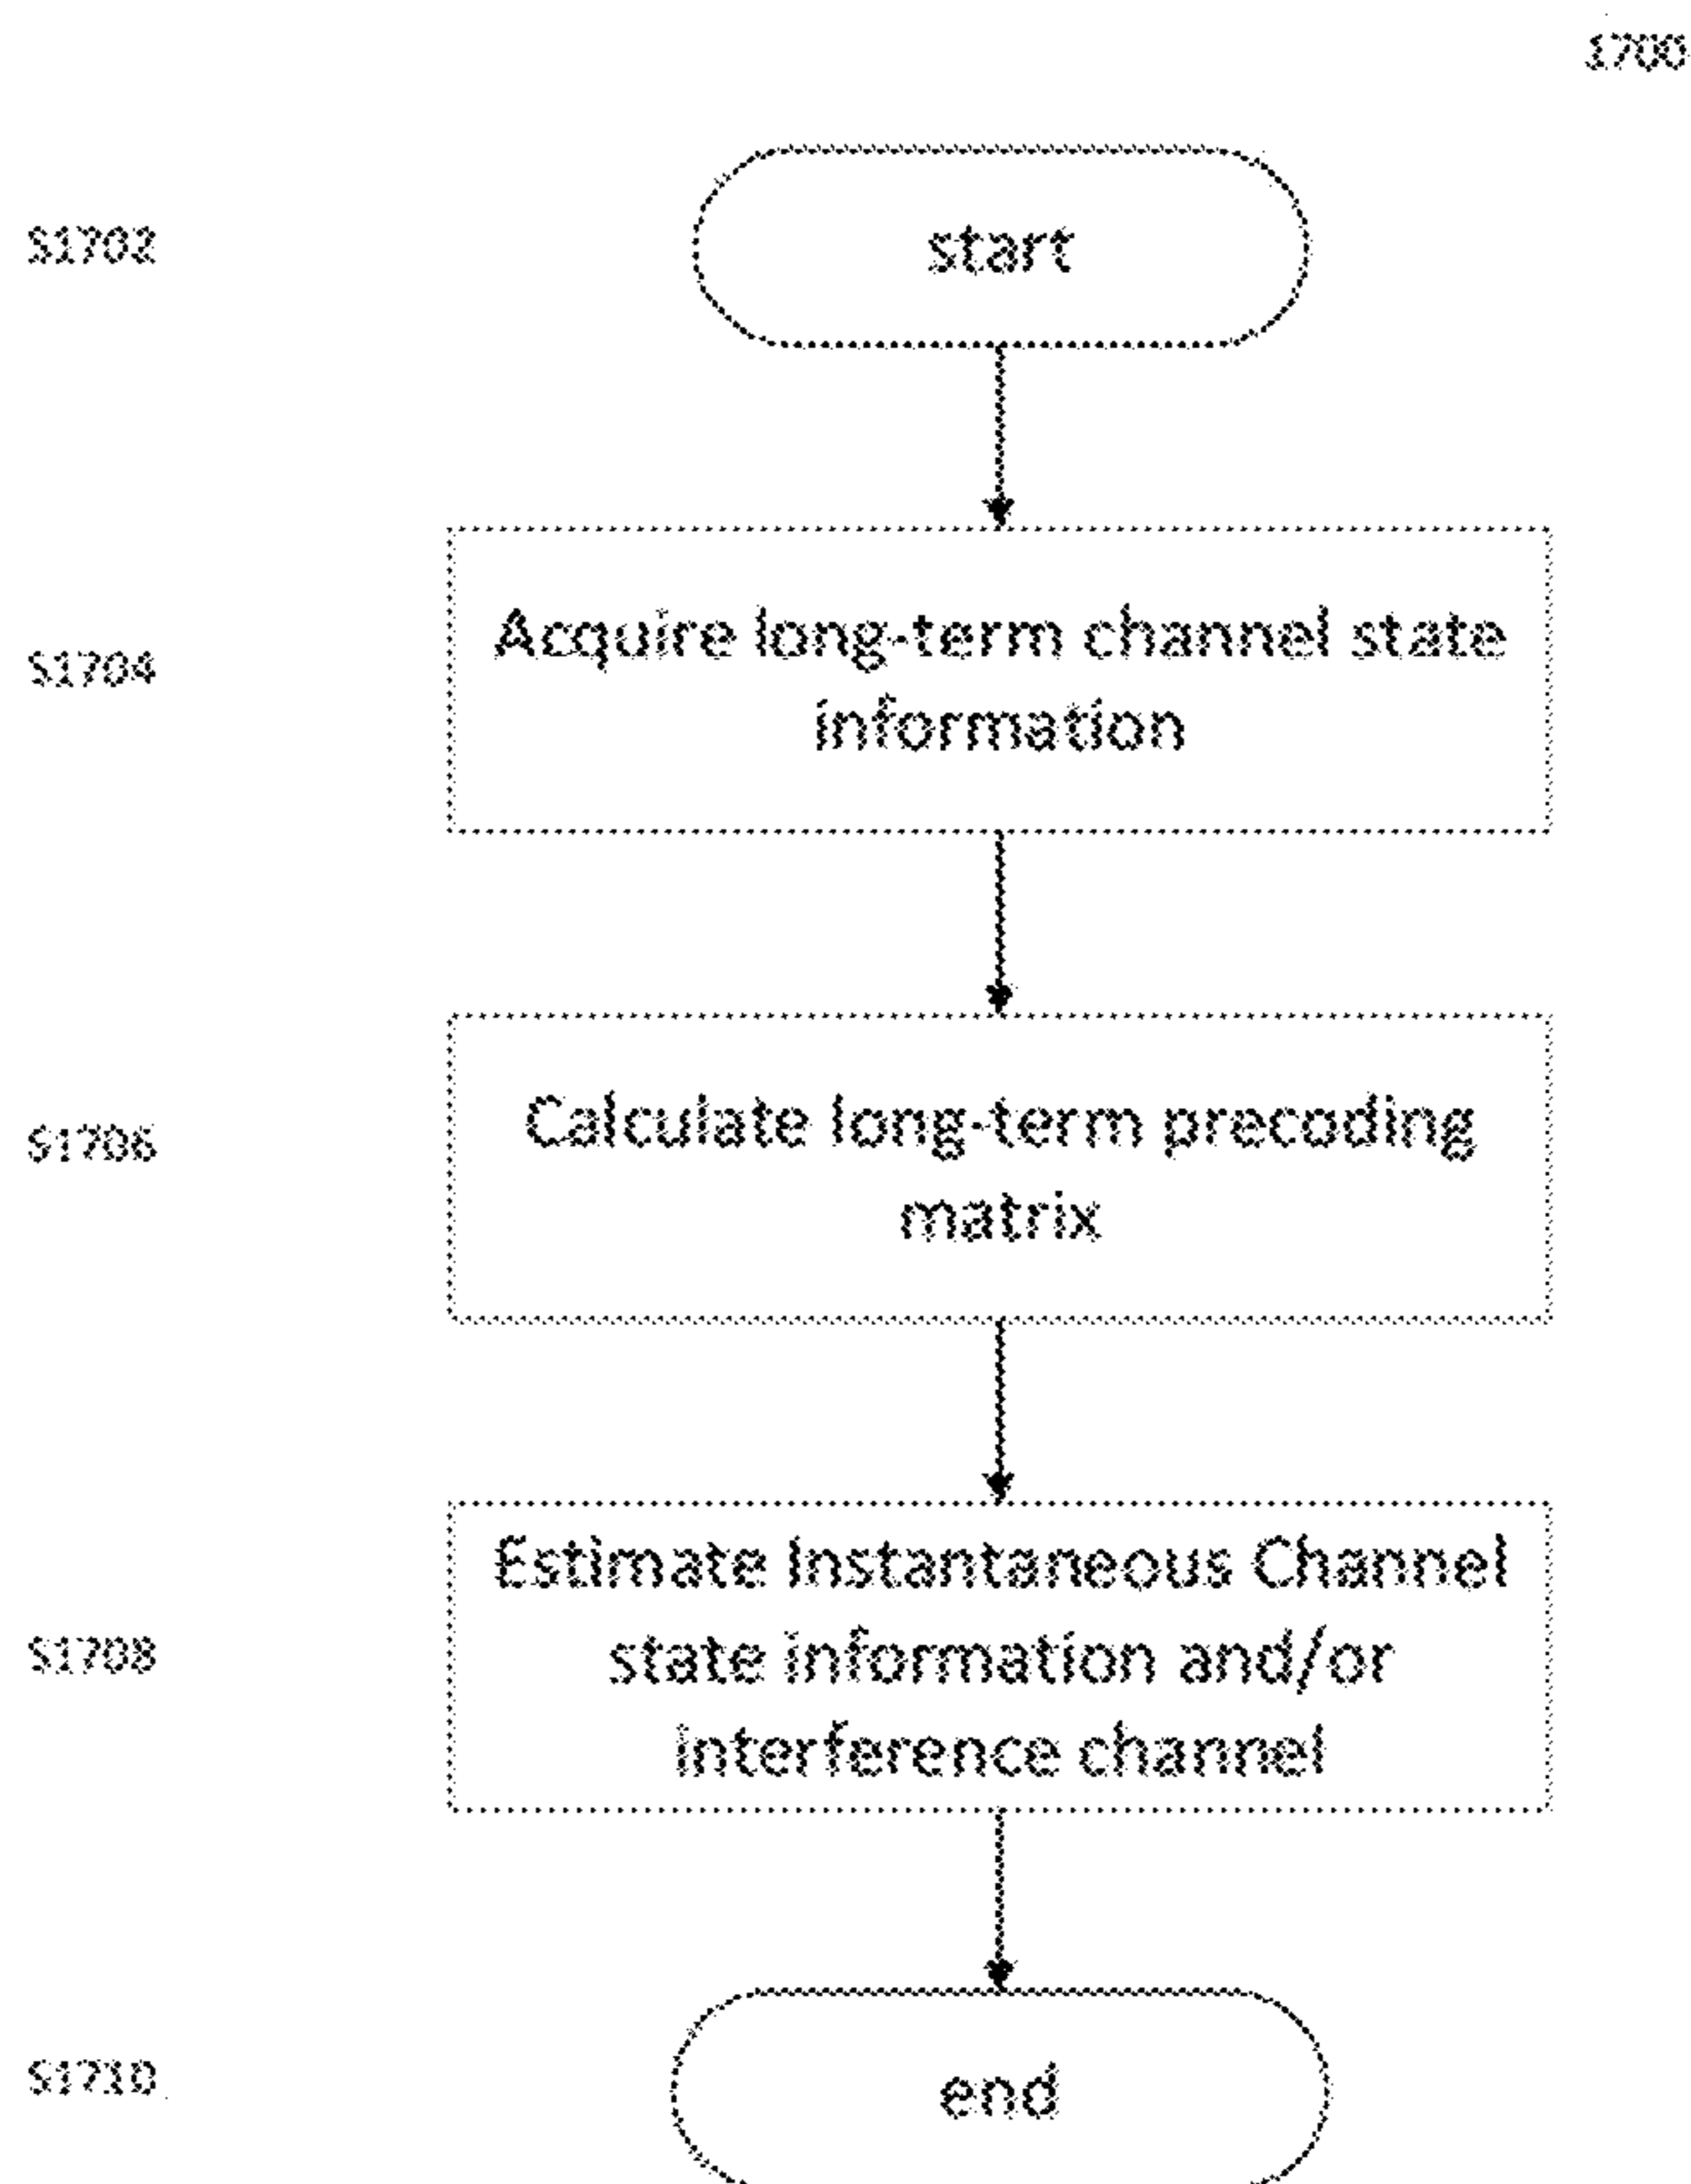 1700
S1702
start
S1704
Acquire long-term channel state
information
S1706
Calculate long-term precoding
matrix
S1708
Estimate Instantaneous Channel
state information and/or
interference channel
S1710
end